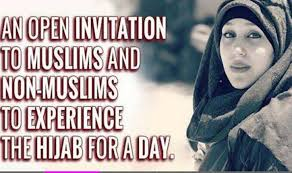 AN OPEN INVITATION
TO MUSLIMS AND
NON-MUSLIMS
TO EXPERIENCE
THE HIJAB FOR A DAY.